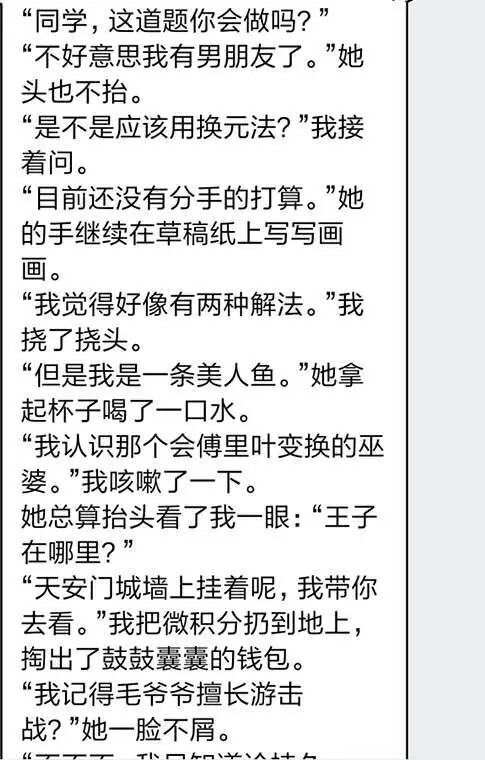 “同学，这道题你会做吗？”
“不好意思我有男朋友了。”她
头也不抬。
“是不是应该用换元法？”我接
着问。
“目前还没有分手的打算。”她
的手继续在草稿纸上写写画
画。
“我觉得好像有两种解法。”我
挠了挠头。
“但是我是一条美人鱼。”她拿
起杯子喝了一口水。
“我认识那个会傅里叶变换的巫
婆。”我咳嗽了一下。
她总算抬头看了我一眼：“王子
在哪里？”
“天安门城墙上挂着呢，我带你
去看。”我把微积分扔到地上，
掏出了鼓鼓囊囊的钱包。
“我记得毛爷爷擅长游击
战？”她一脸不屑。